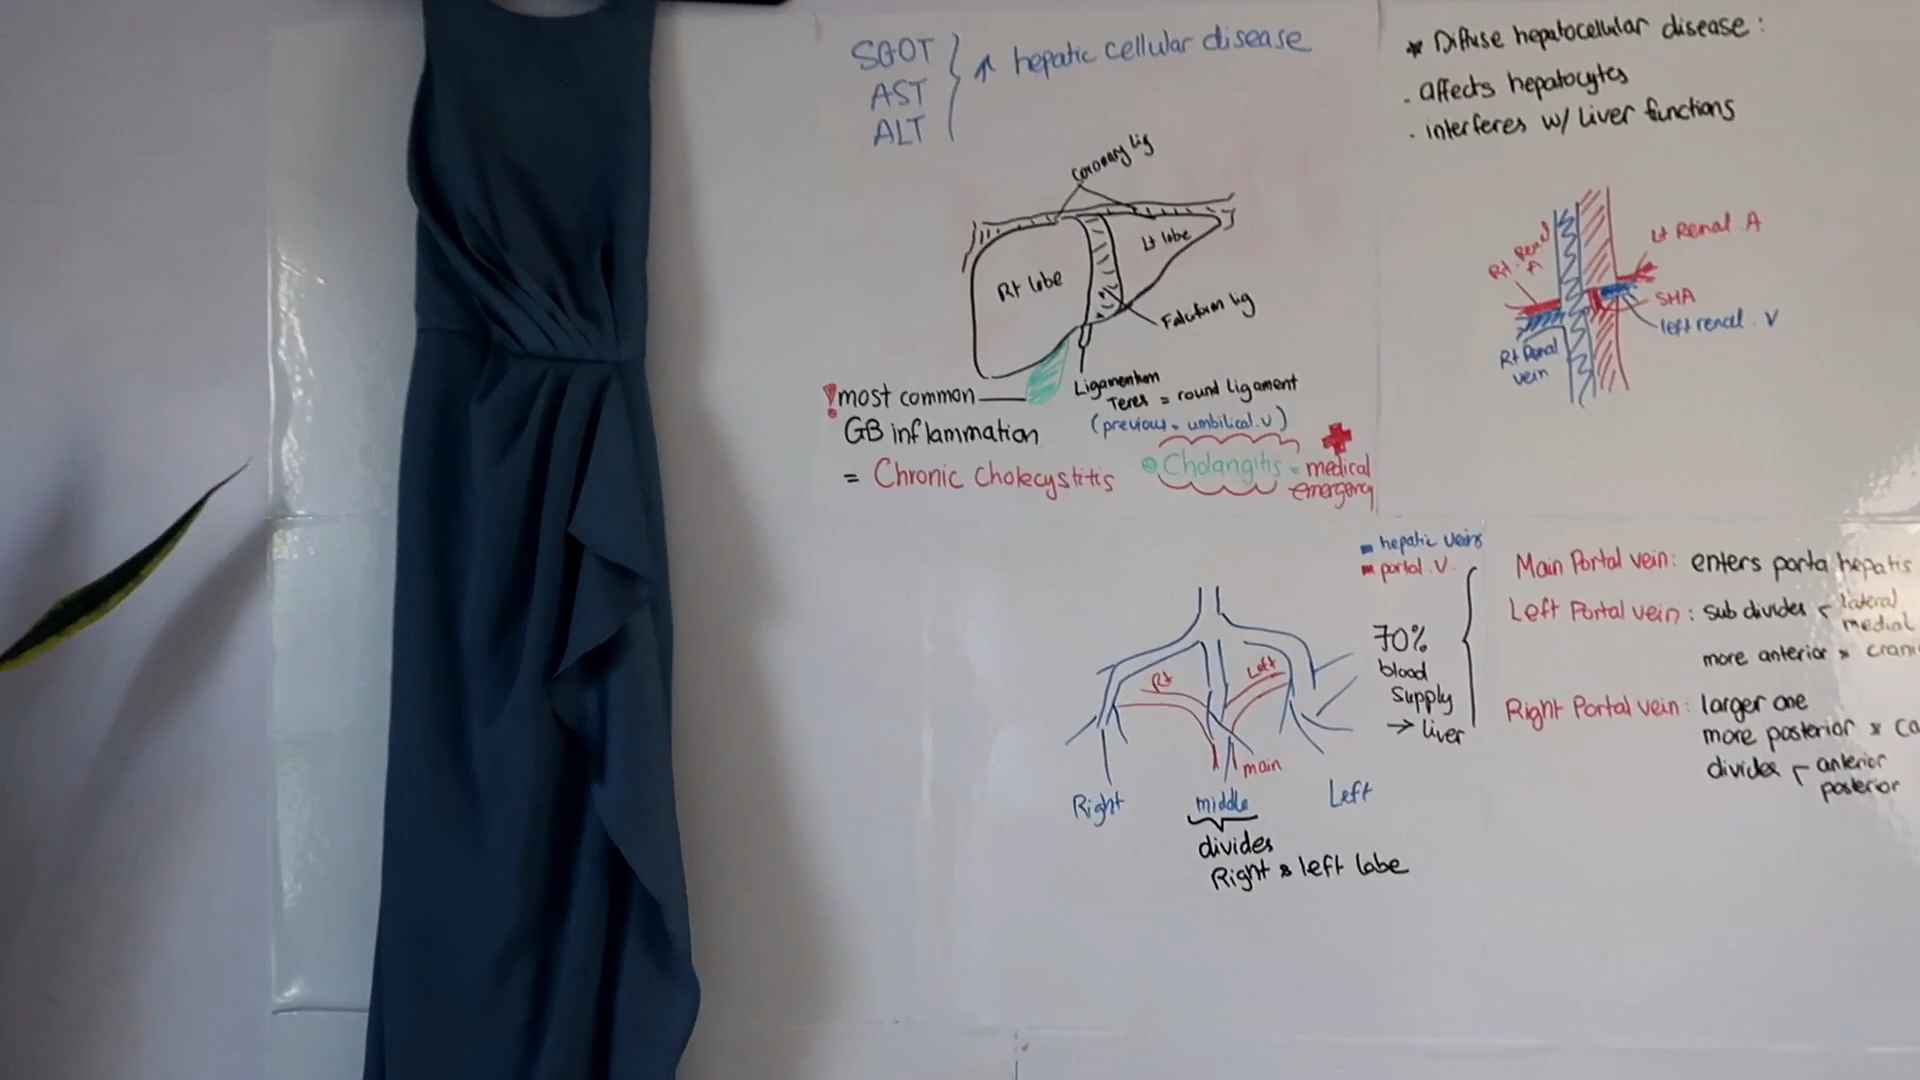 SGOT
AST
ALT
↑ hepatic cellular disease
Coronary lig
Rt lobe
Lt lobe
Falciform lig
Ligamentum
Teres = round ligament
(previous = umbilical.v)
!most common
GB inflammation
= Chronic Cholecystitis
Cholangitis = medical
emergency
* Diffuse hepatocellular disease:
. affects hepatocytes
. interferes w/ Liver functions
Lt Renal . A
Rt.
A
SMA
left renal . V
Rt Renal
vein
hepatic veins
portal . V
70%
blood
supply
→ liver
Rt
Left
main
Right
middle
Left
divides
Right & left lobe
Main Portal vein: enters porta hepatis
Left Portal vein: sub divides lateral
medial
more anterior &
Right Portal vein: larger one
more posterior &
divides anterior
posterior